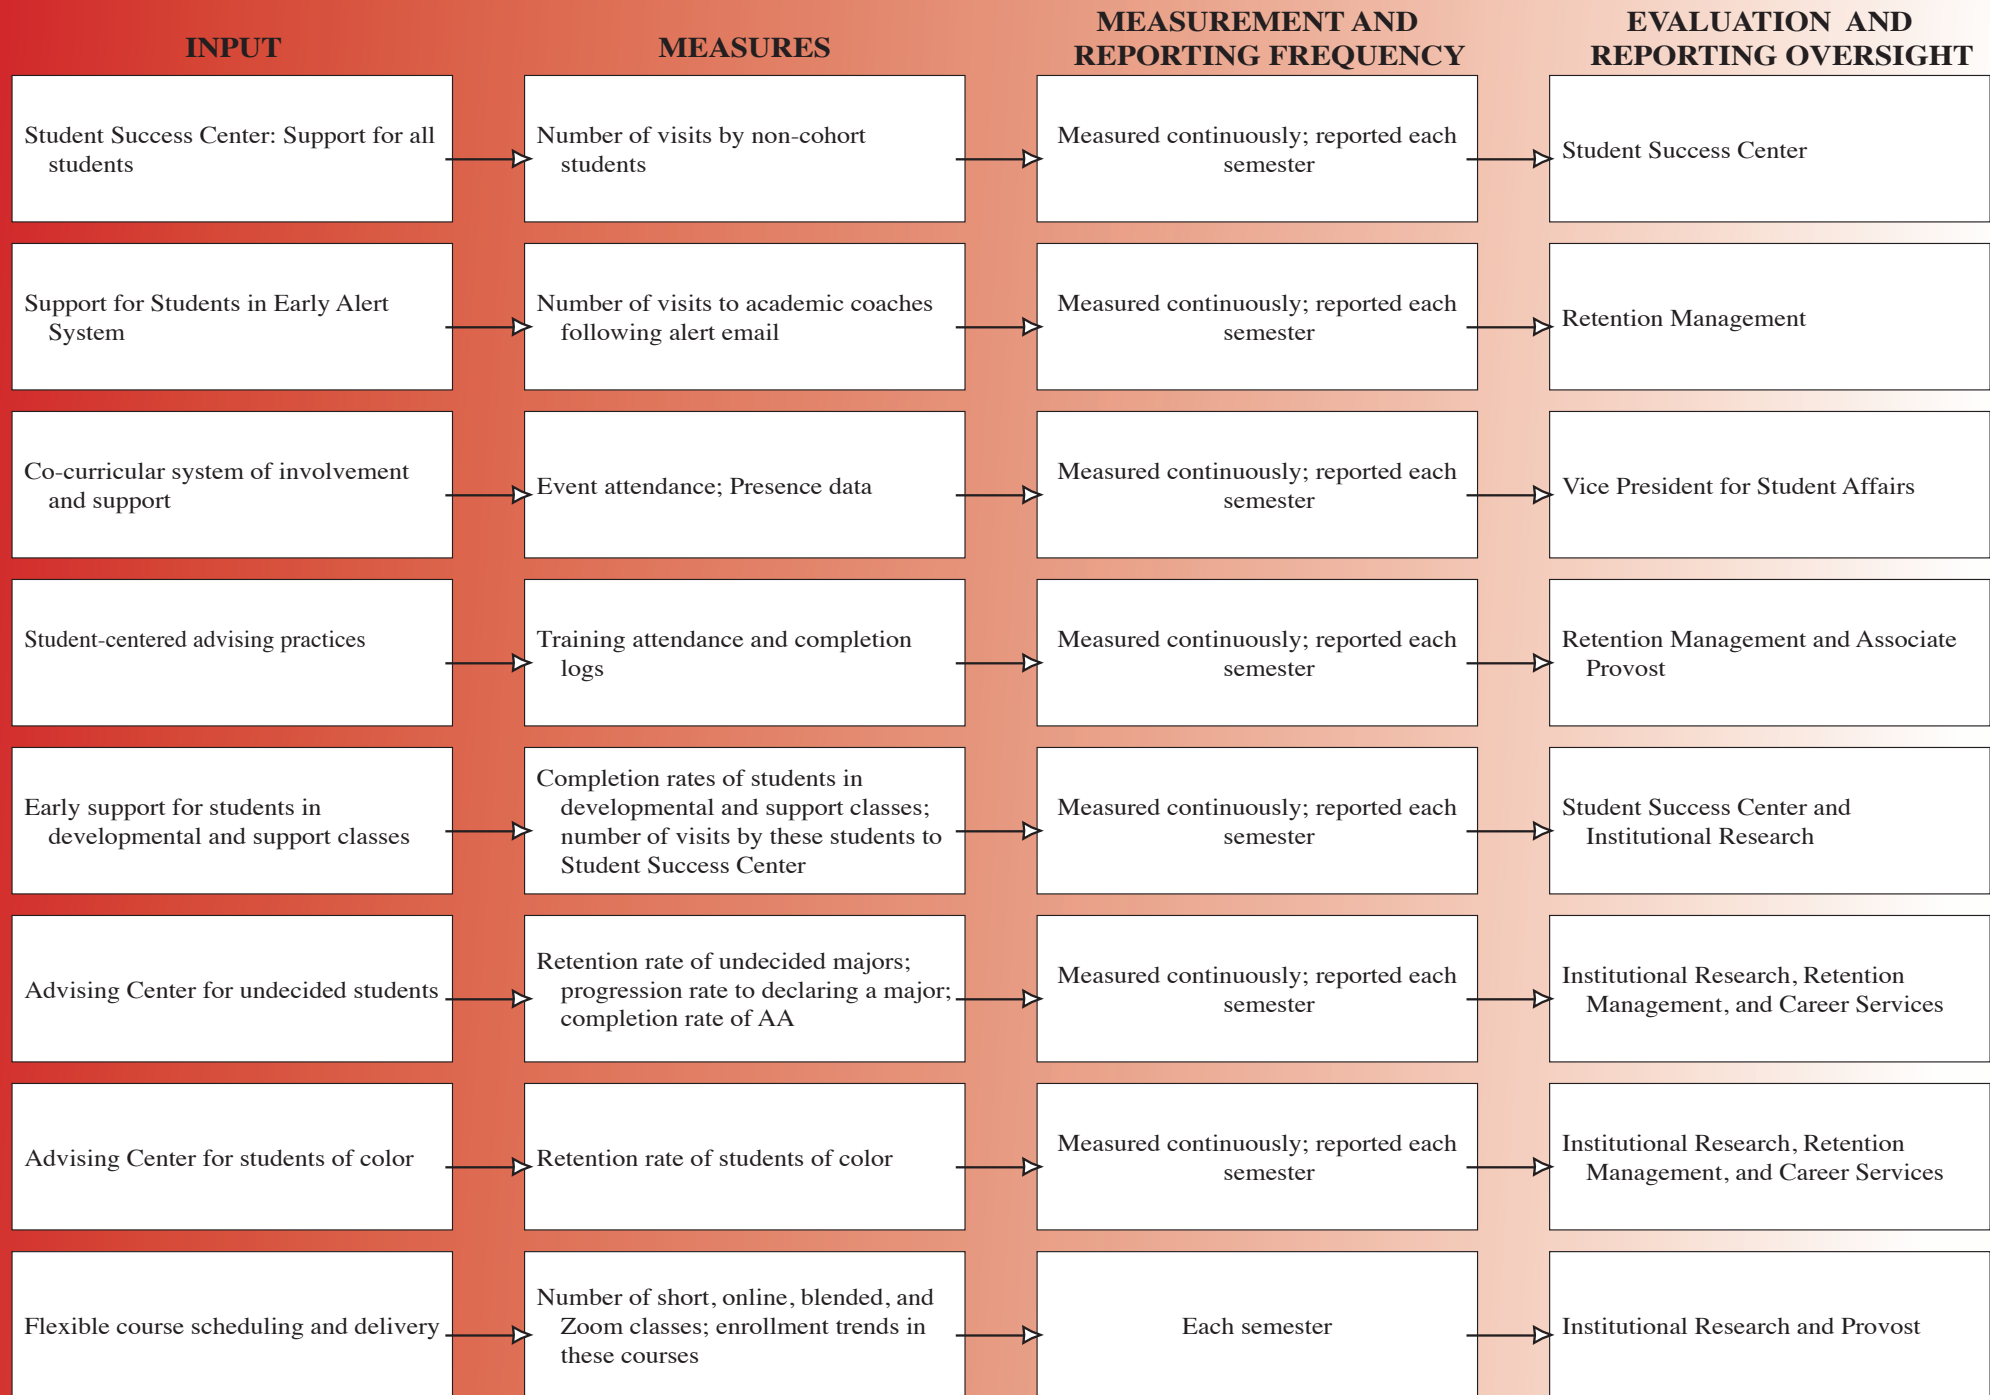 INPUT
MEASURES
MEASUREMENT AND
REPORTING FREQUENCY
EVALUATION AND
REPORTING OVERSIGHT
Student Success Center: Support for all
students
Number of visits by non-cohort
students
Measured continuously; reported each
semester
Student Success Center
Support for Students in Early Alert
System
Number of visits to academic coaches
following alert email
Measured continuously; reported each
semester
Retention Management
Co-curricular system of involvement
and support
Event attendance; Presence data
Measured continuously; reported each
semester
Vice President for Student Affairs
Student-centered advising practices
Training attendance and completion
logs
Measured continuously; reported each
semester
Retention Management and Associate
Provost
Early support for students in
developmental and support classes
Completion rates of students in
developmental and support classes;
number of visits by these students to
Student Success Center
Measured continuously; reported each
semester
Student Success Center and
Institutional Research
Advising Center for undecided students
Retention rate of undecided majors;
progression rate to declaring a major;
completion rate of AA
Measured continuously; reported each
semester
Institutional Research, Retention
Management, and Career Services
Advising Center for students of color
Retention rate of students of color
Measured continuously; reported each
semester
Institutional Research, Retention
Management, and Career Services
Flexible course scheduling and delivery
Number of short, online, blended, and
Zoom classes; enrollment trends in
these courses
Each semester
Institutional Research and Provost